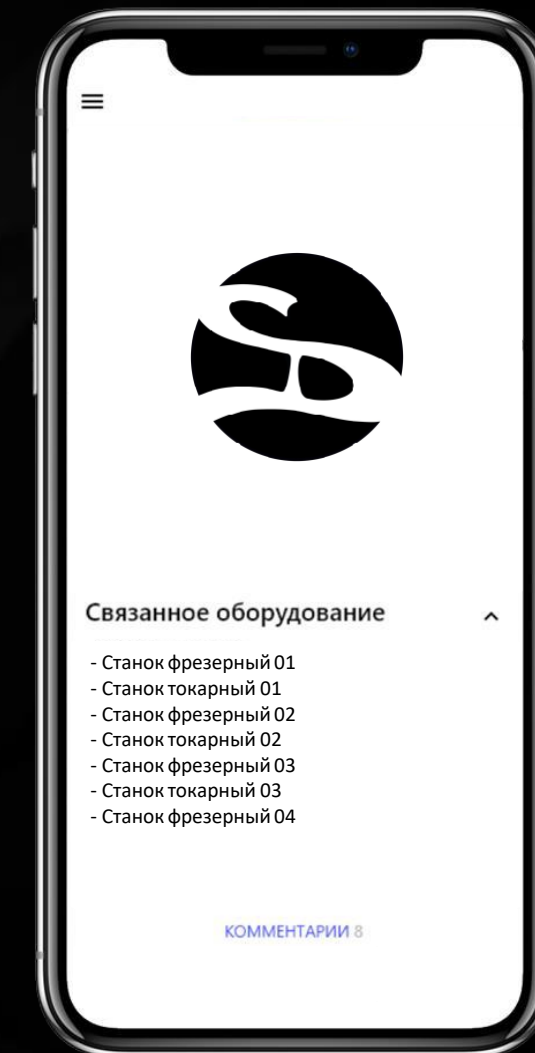 Связанное оборудование
- Станок фрезерный 01
- Станок токарный 01
- Станок фрезерный 02
- Станок токарный 02
- Станок фрезерный 03
- Станок токарный 03
- Станок фрезерный 04
КОММЕНТАРИИ 8